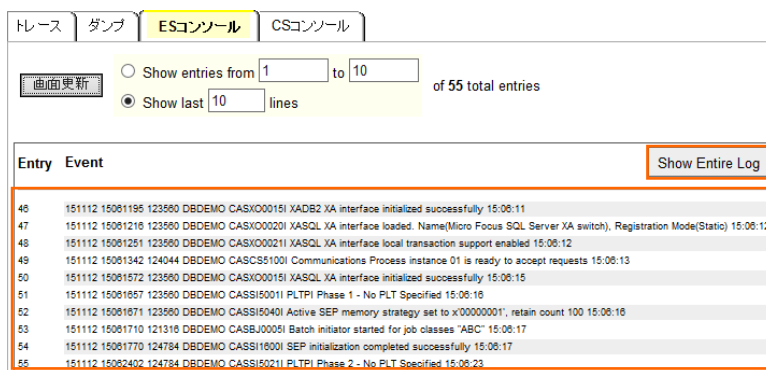 トレース ダンプ ESコンソール CSコンソール
画面更新
Show entries from 1 to 10
Show last 10 lines
of 55 total entries
Entry Event Show Entire Log
46 151112 15061195 123560 DBDEMO CASXO0015I XADB2 XA interface initialized successfully 15:06:11
47 151112 15061216 123560 DBDEMO CASXO0020I XASQL XA interface loaded. Name(Micro Focus SQL Server XA switch), Registration Mode(Static) 15:06:12
48 151112 15061251 123560 DBDEMO CASXO0021I XASQL XA interface local transaction support enabled 15:06:12
49 151112 15061342 124044 DBDEMO CASCS5100I Communications Process instance 01 is ready to accept requests 15:06:13
50 151112 15061572 123560 DBDEMO CASXO0015I XASQL XA interface initialized successfully 15:06:15
51 151112 15061657 123560 DBDEMO CASSI5001I PLTPI Phase 1 - No PLT Specified 15:06:16
52 151112 15061671 123560 DBDEMO CASSI5040I Active SEP memory strategy set to x'00000001', retain count 100 15:06:16
53 151112 15061710 121316 DBDEMO CASBJ0005I Batch initiator started for job classes "ABC" 15:06:17
54 151112 15061770 124784 DBDEMO CASSI1600I SEP initialization completed successfully 15:06:17
55 151112 15062402 124784 DBDEMO CASSI5021I PLTPI Phase 2 - No PLT Specified 15:06:23